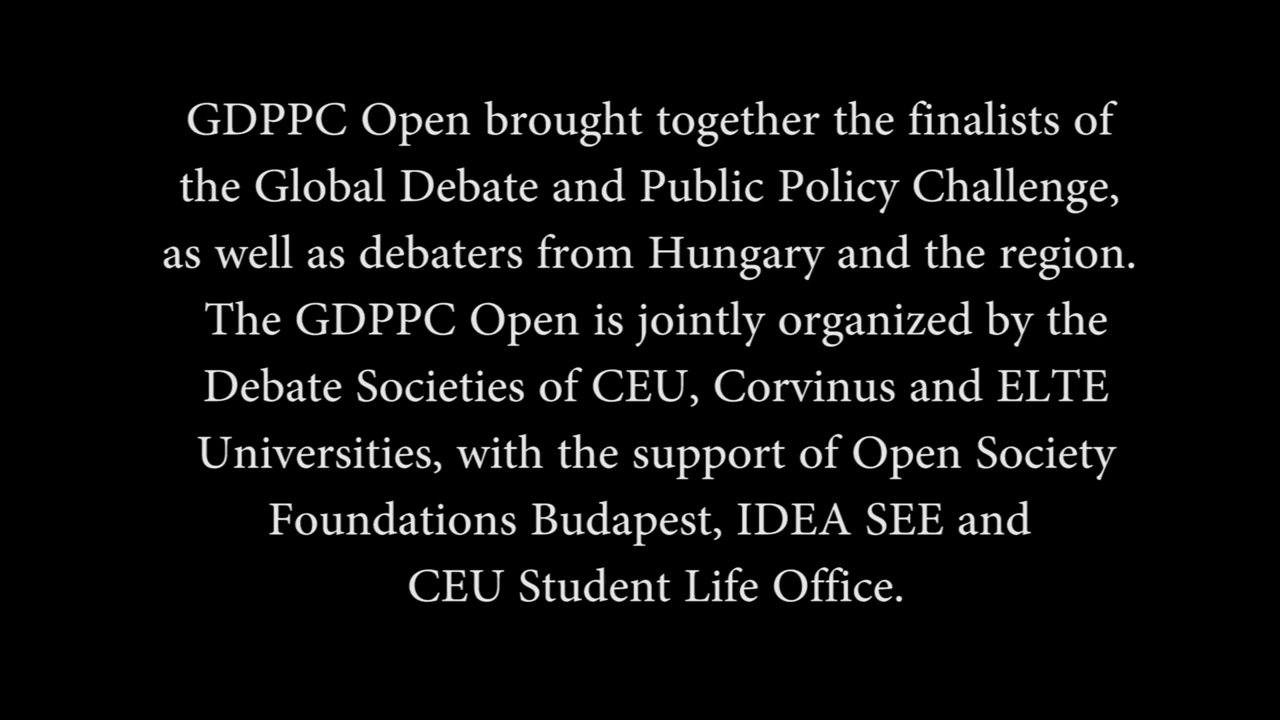 GDPPC Open brought together the finalists of
the Global Debate and Public Policy Challenge,
as well as debaters from Hungary and the region.
The GDPPC Open is jointly organized by the
Debate Societies of CEU, Corvinus and ELTE
Universities, with the support of Open Society
Foundations Budapest, IDEA SEE and
CEU Student Life Office.